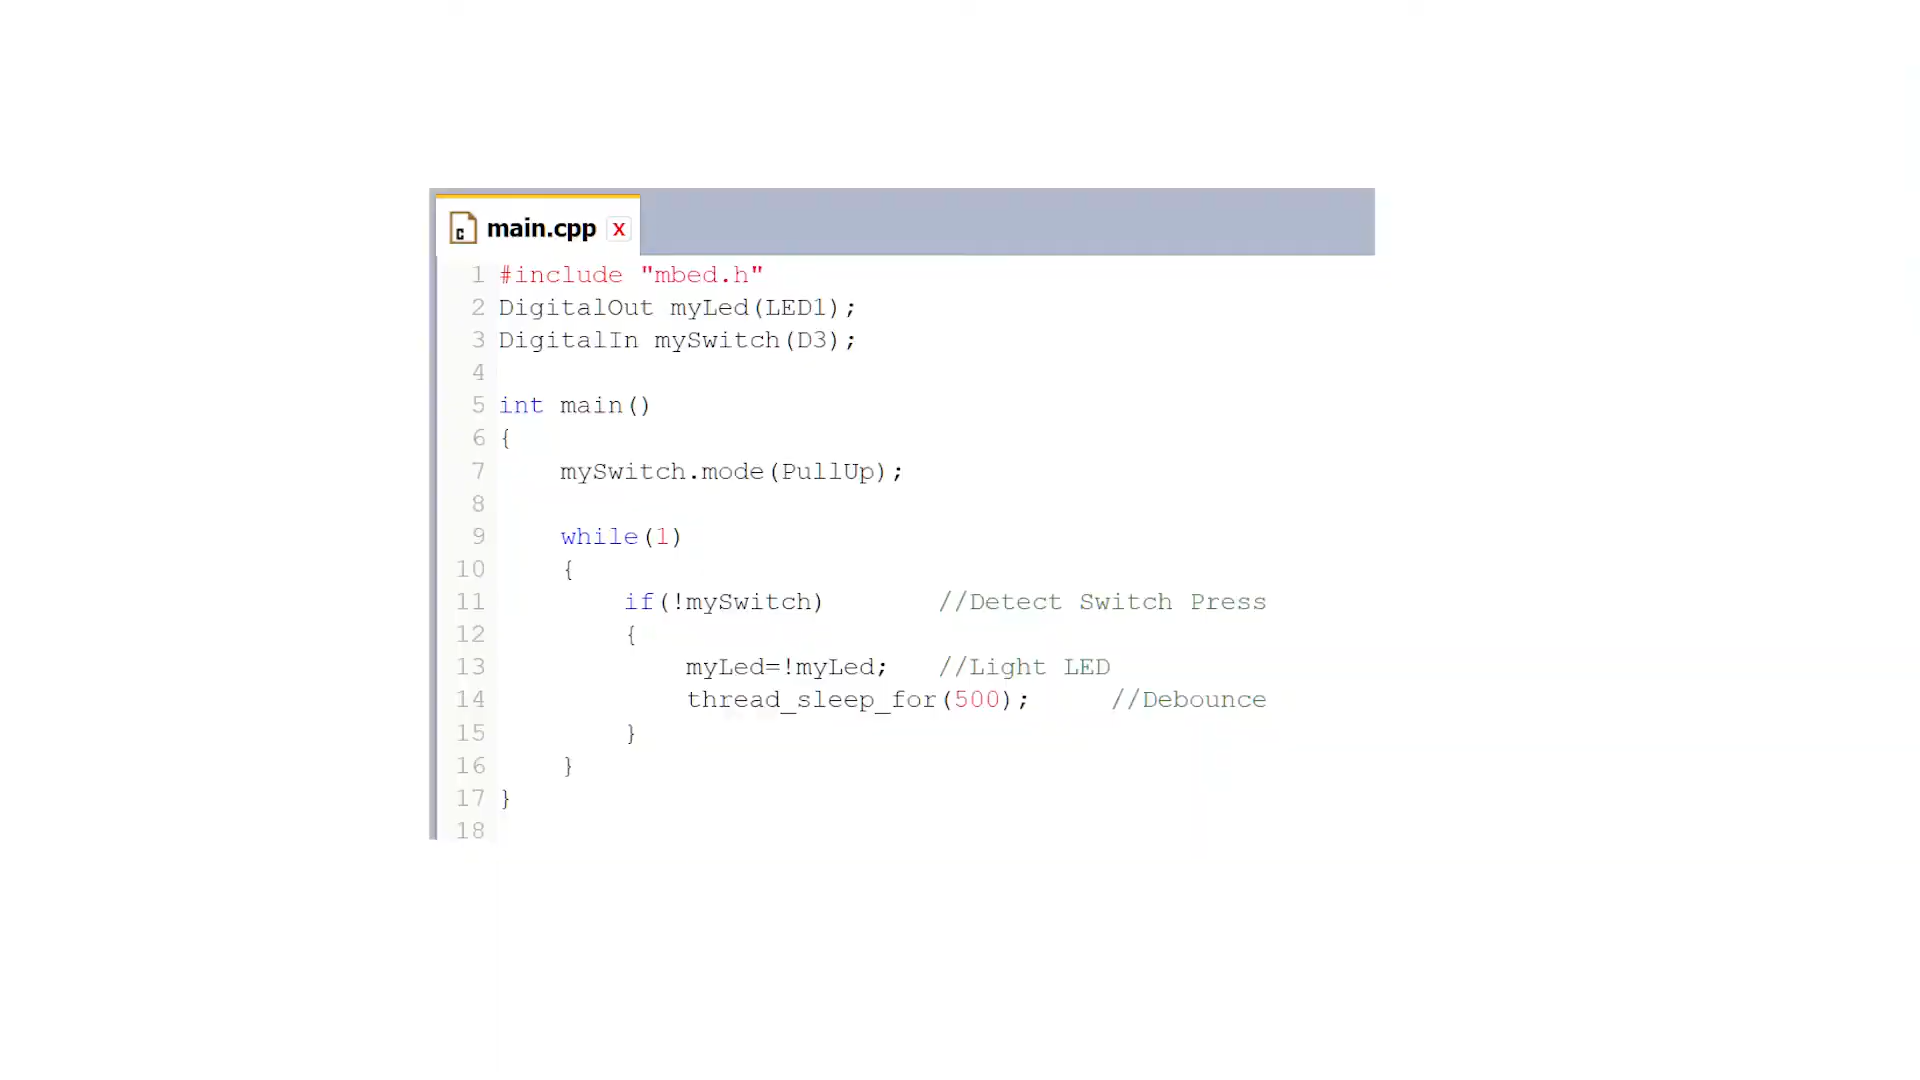 main.cpp x
1 #include "mbed.h"
2 DigitalOut myLed(LED1);
3 DigitalIn mySwitch(D3);
4
5 int main()
6 {
7     mySwitch.mode(PullUp);
8
9     while(1)
10     {
11         if(!mySwitch)       //Detect Switch Press
12         {
13             myLed=!myLed;   //Light LED
14             thread_sleep_for(500);     //Debounce
15         }
16     }
17 }
18